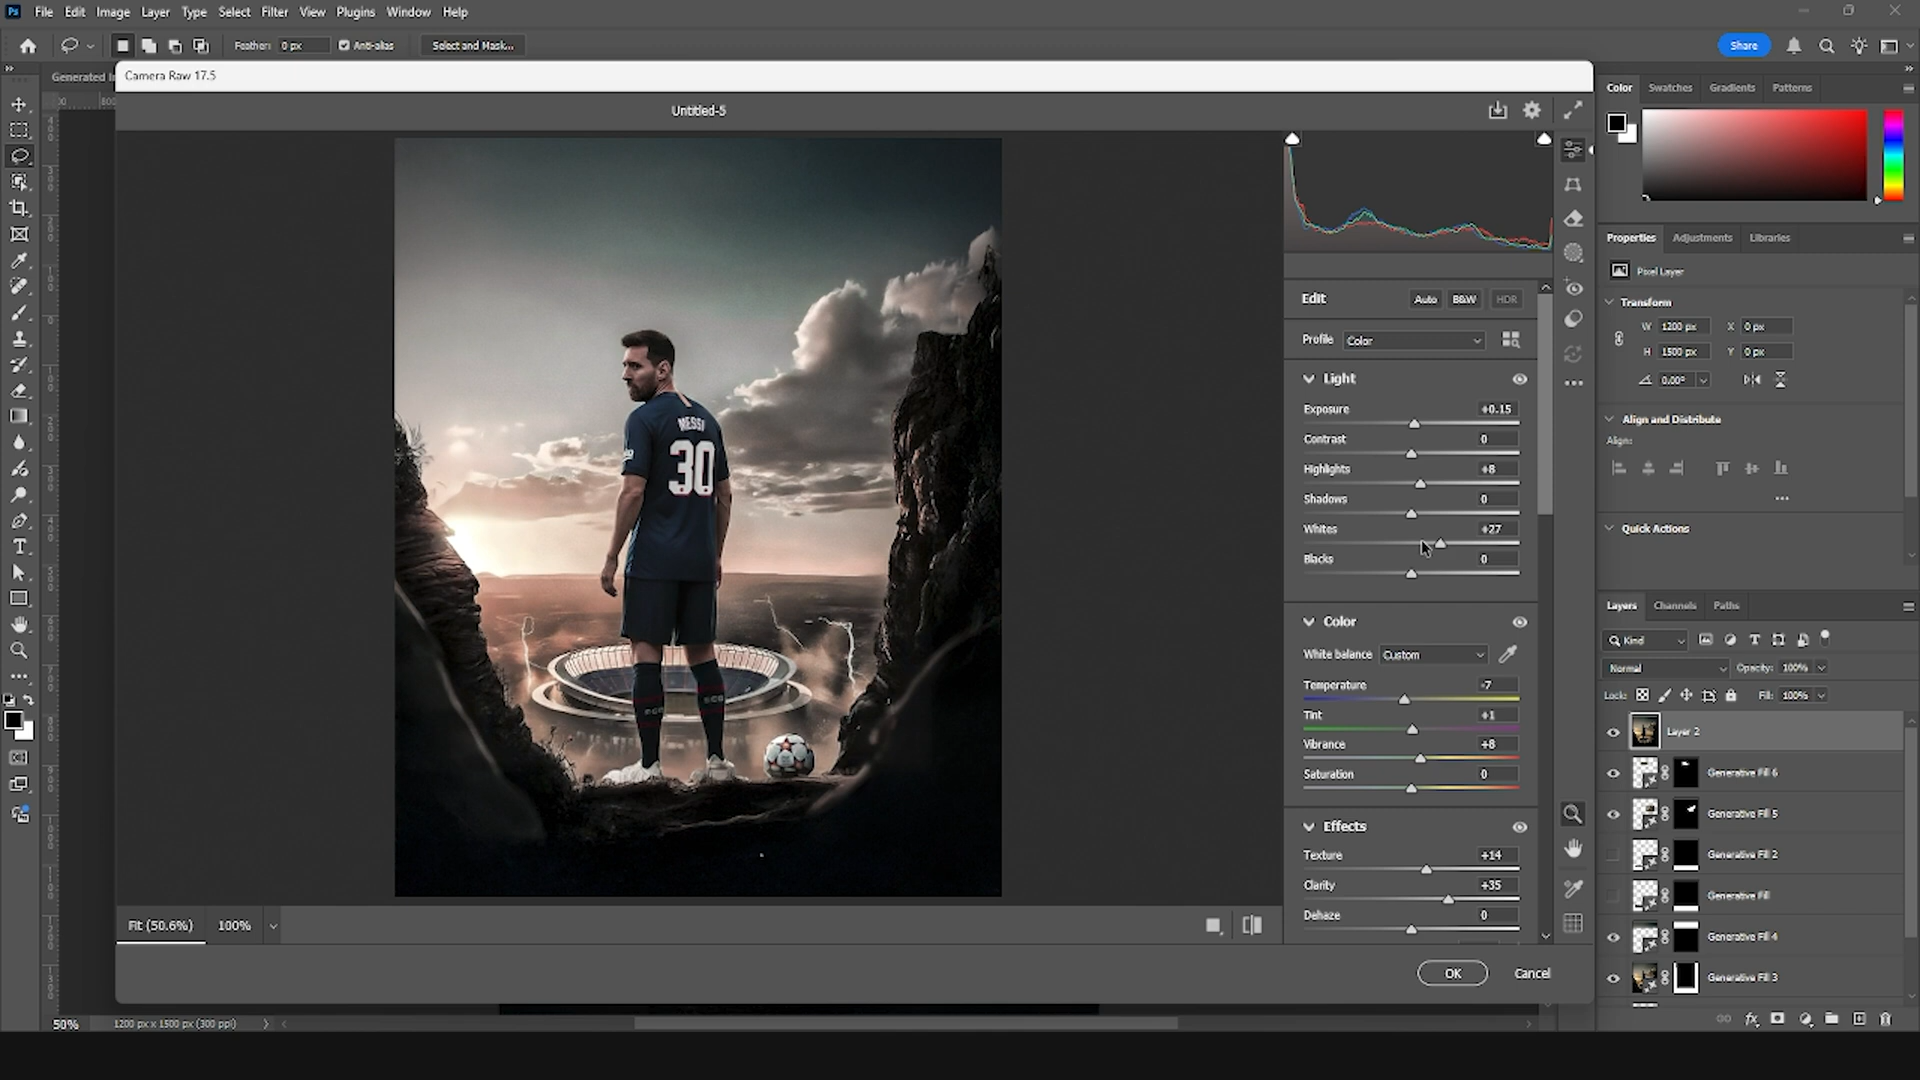 Ps File Edit Image Layer Type Select Filter View Plugins Window Help
Feather: 0 px Anti-alias Select and Mask... Share
Generated I
Camera Raw 17.5
Untitled-5
Color Swatches Gradients Patterns
Properties Adjustments Libraries
Pixel Layer
Transform
W 1200 px X 0 px
H 1500 px Y 0 px
0.00°
Align and Distribute
Align:
Quick Actions
Edit Auto B&W HDR
Profile Color
Light
Exposure +0.15
Contrast 0
Highlights +8
Shadows 0
Whites +27
Blacks 0
Color
White balance Custom
Temperature -7
Tint +1
Vibrance +8
Saturation 0
Effects
Texture +14
Clarity +35
Dehaze 0
MESSI
30
Layers Channels Paths
Kind
Normal Opacity: 100%
Lock: Fill: 100%
Layer 2
Generative Fill 6
Generative Fill 5
Generative Fill 2
Generative Fill
Generative Fill 4
Generative Fill 3
Fit (50.6%) 100%
OK Cancel
50% 1200 px x 1500 px (300 ppi)